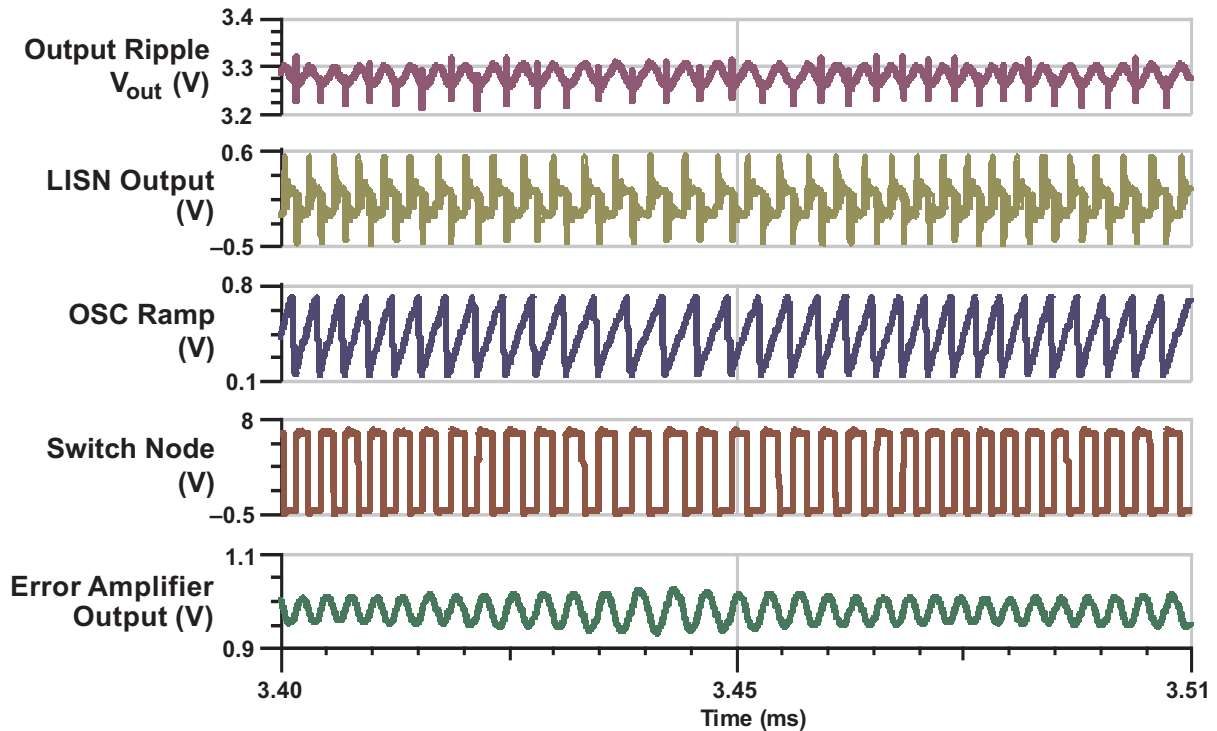 Output Ripple
Vout (V)
3.4
3.3
3.2
LISN Output
(V)
0.6
–0.5
OSC Ramp
(V)
0.8
0.1
Switch Node
(V)
8
–0.5
Error Amplifier
Output (V)
1.1
0.9
3.40
3.45
3.51
Time (ms)